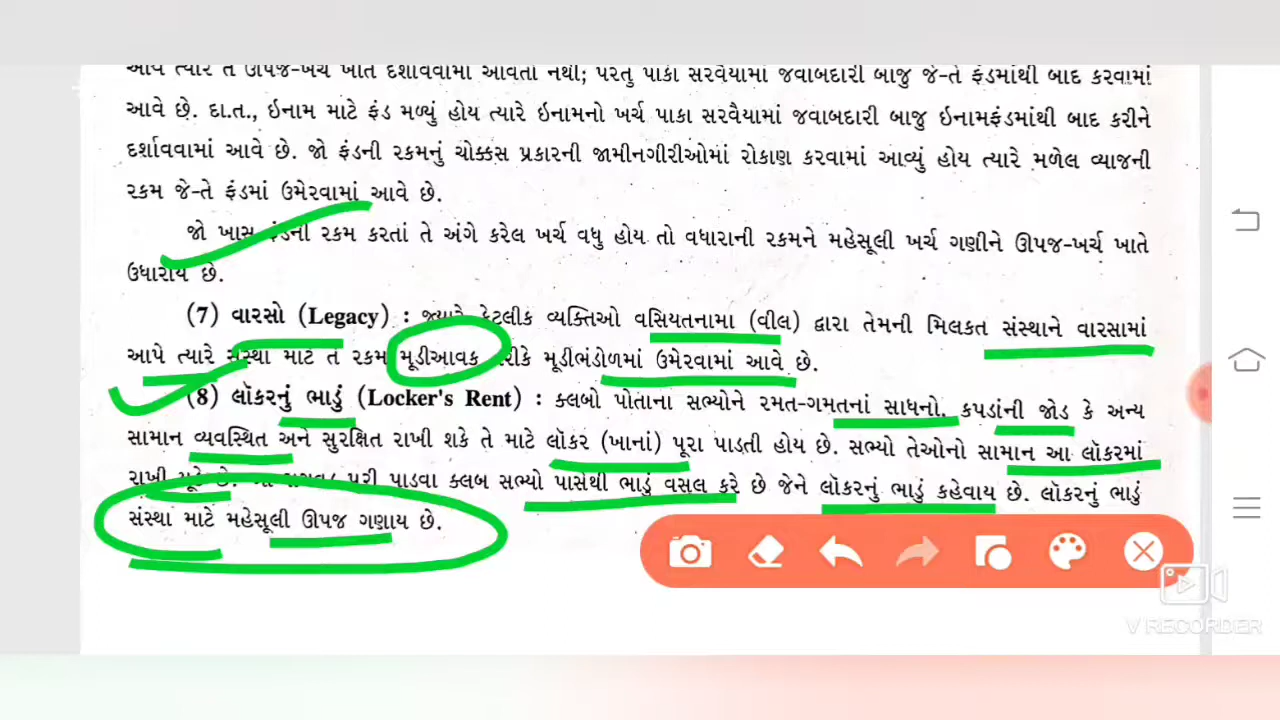 આવે ત્યારે તે ઊપજ-ખર્ચ ખાતે દર્શાવવામાં આવતો નથી; પરંતુ પાકા સરવૈયામાં જવાબદારી બાજુ જે-તે ફંડમાંથી બાદ કરવામાં
આવે છે. દા.ત., ઇનામ માટે ફંડ મળ્યું હોય ત્યારે ઇનામનો ખર્ચ પાકા સરવૈયામાં જવાબદારી બાજુ ઇનામફંડમાંથી બાદ કરીને
દર્શાવવામાં આવે છે. જો ફંડની રકમનું ચોક્કસ પ્રકારની જામીનગીરીઓમાં રોકાણ કરવામાં આવ્યું હોય ત્યારે મળેલ વ્યાજની
રકમ જે-તે ફંડમાં ઉમેરવામાં આવે છે.
જો ખાસ ફંડની રકમ કરતાં તે અંગે કરેલ ખર્ચ વધુ હોય તો વધારાની રકમને મહેસૂલી ખર્ચ ગણીને ઊપજ-ખર્ચ ખાતે
ઉધારાય છે.
(7) વારસો (Legacy) : જ્યારે કેટલીક વ્યક્તિઓ વસિયતનામા (વીલ) દ્વારા તેમની મિલકત સંસ્થાને વારસામાં
આપે ત્યારે સંસ્થા માટે તે રકમ મૂડીઆવક તરીકે મૂડીભંડોળમાં ઉમેરવામાં આવે છે.
(8) લૉકરનું ભાડું (Locker's Rent) : ક્લબો પોતાના સભ્યોને રમત-ગમતનાં સાધનો, કપડાંની જોડ કે અન્ય
સામાન વ્યવસ્થિત અને સુરક્ષિત રાખી શકે તે માટે લૉકર (ખાનાં) પૂરા પાડતી હોય છે. સભ્યો તેઓનો સામાન આ લૉકરમાં
રાખી પૂરી પાડવા ક્લબ સભ્યો પાસેથી ભાડું વસૂલ કરે છે જેને લૉકરનું ભાડું કહેવાય છે. લૉકરનું ભાડું
સંસ્થા માટે મહેસૂલી ઊપજ ગણાય છે.
V RECORDER